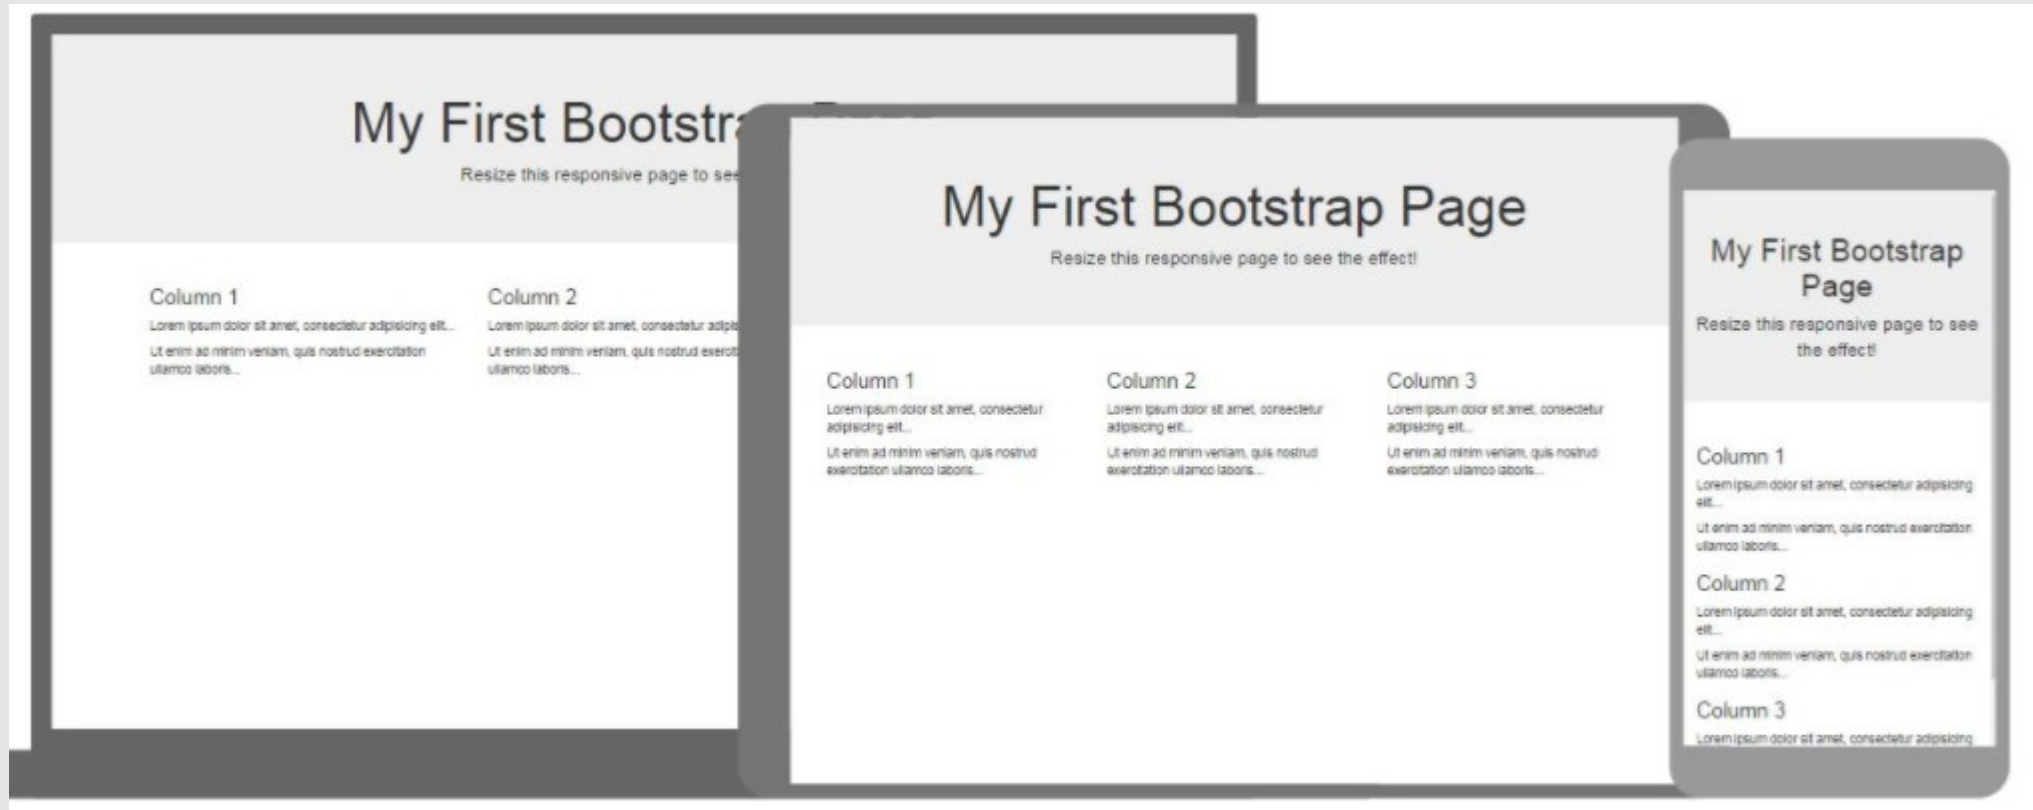 My First Bootstra
Resize this responsive page to see
Column 1
Lorem ipsum dolor sit amet, consectetur adipisicing elit...
Ut enim ad minim veniam, quis nostrud exercitation
ullamco laboris...
Column 2
Lorem ipsum dolor sit amet, consectetur
Ut enim ad minim veniam, quis nostrud
ullamco laboris...
My First Bootstrap Page
Resize this responsive page to see the effect!
Column 1
Lorem ipsum dolor sit amet, consectetur
adipisicing elit...
Ut enim ad minim veniam, quis nostrud
exercitation ullamco laboris...
Column 2
Lorem ipsum dolor sit amet, consectetur
adipisicing elit...
Ut enim ad minim veniam, quis nostrud
exercitation ullamco laboris...
Column 3
Lorem ipsum dolor sit amet, consectetur
adipisicing elit...
Ut enim ad minim veniam, quis nostrud
exercitation ullamco laboris...
My First Bootstrap
Page
Resize this responsive page to see
the effect!
Column 1
Lorem ipsum dolor sit amet, consectetur adipisicing
elit...
Ut enim ad minim veniam, quis nostrud exercitation
ullamco laboris...
Column 2
Lorem ipsum dolor sit amet, consectetur adipisicing
elit...
Ut enim ad minim veniam, quis nostrud exercitation
ullamco laboris...
Column 3
Lorem ipsum dolor sit amet, consectetur adipisicing